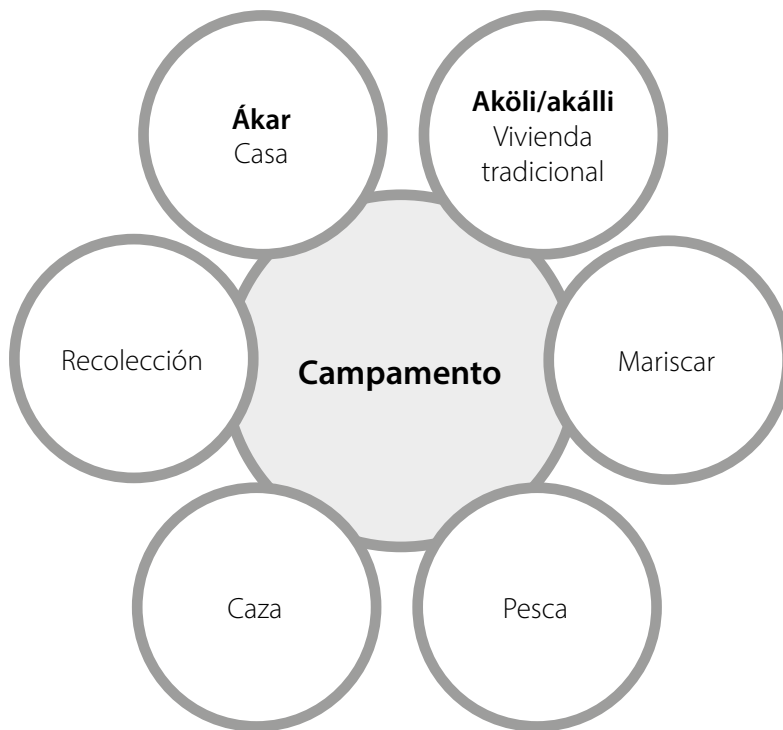 Ákar
Casa
Aköli/akálli
Vivienda
tradicional
Recolección
Campamento
Mariscar
Caza
Pesca